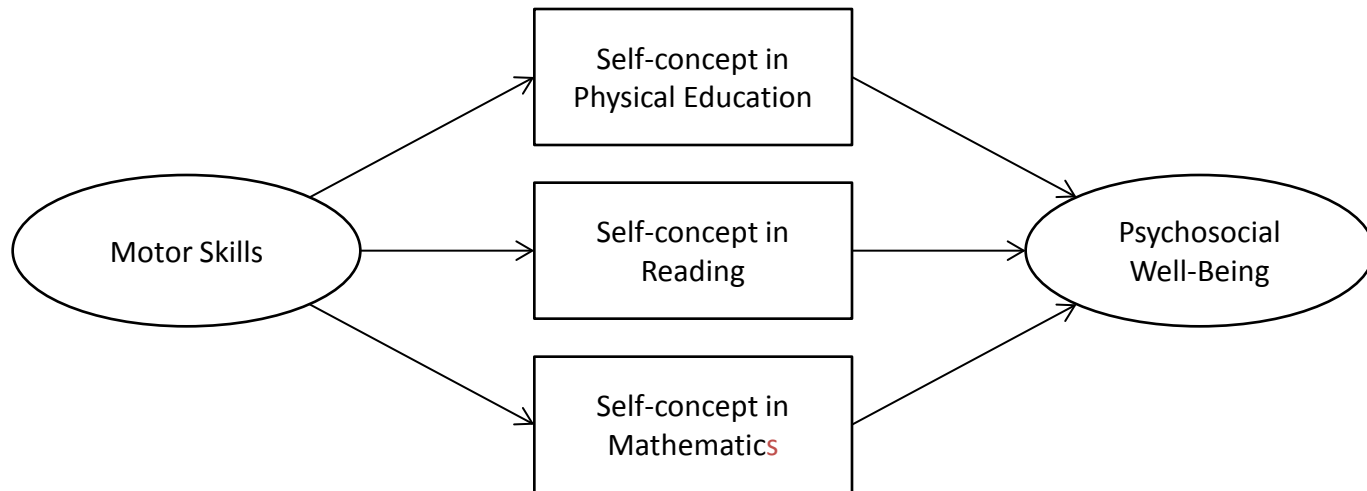 Self-concept in
Physical Education
Motor Skills
Self-concept in
Reading
Psychosocial
Well-Being
Self-concept in
Mathematics